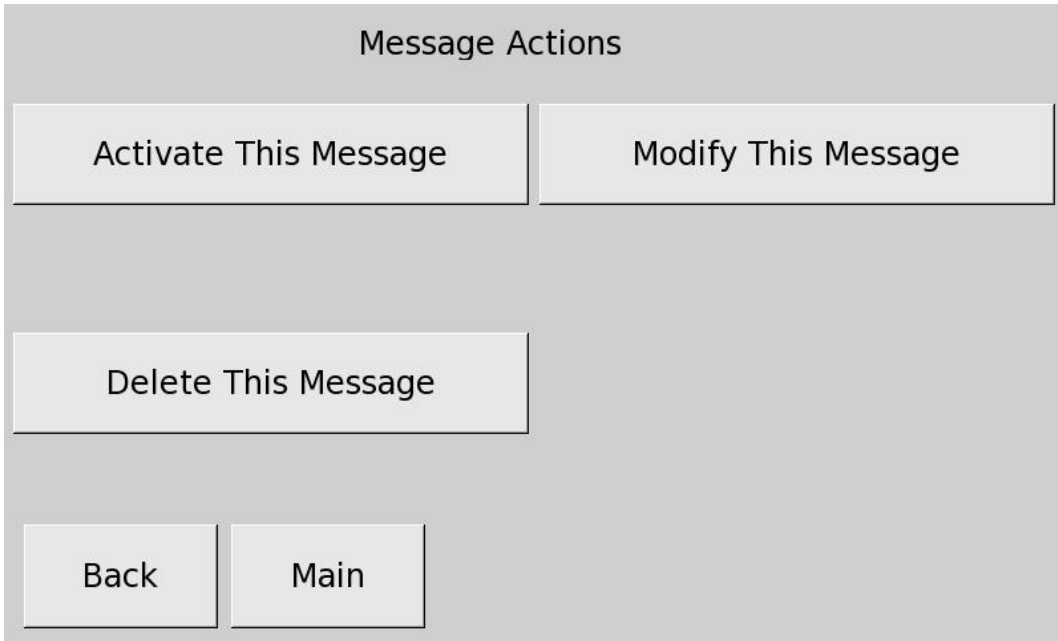 Message Actions
Activate This Message
Modify This Message
Delete This Message
Back
Main